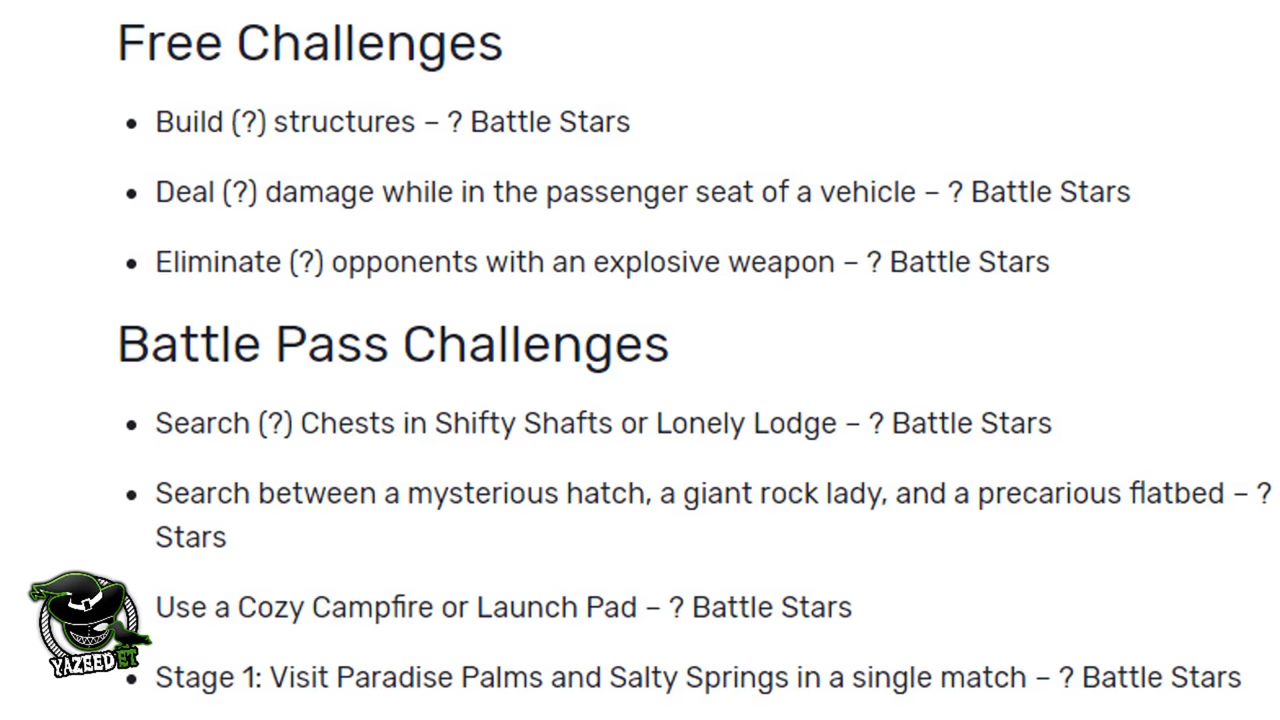 Free Challenges
• Build (?) structures – ? Battle Stars
• Deal (?) damage while in the passenger seat of a vehicle – ? Battle Stars
• Eliminate (?) opponents with an explosive weapon – ? Battle Stars
Battle Pass Challenges
• Search (?) Chests in Shifty Shafts or Lonely Lodge – ? Battle Stars
• Search between a mysterious hatch, a giant rock lady, and a precarious flatbed – ?
Stars
Use a Cozy Campfire or Launch Pad – ? Battle Stars
• Stage 1: Visit Paradise Palms and Salty Springs in a single match – ? Battle Stars
YAZEED ET